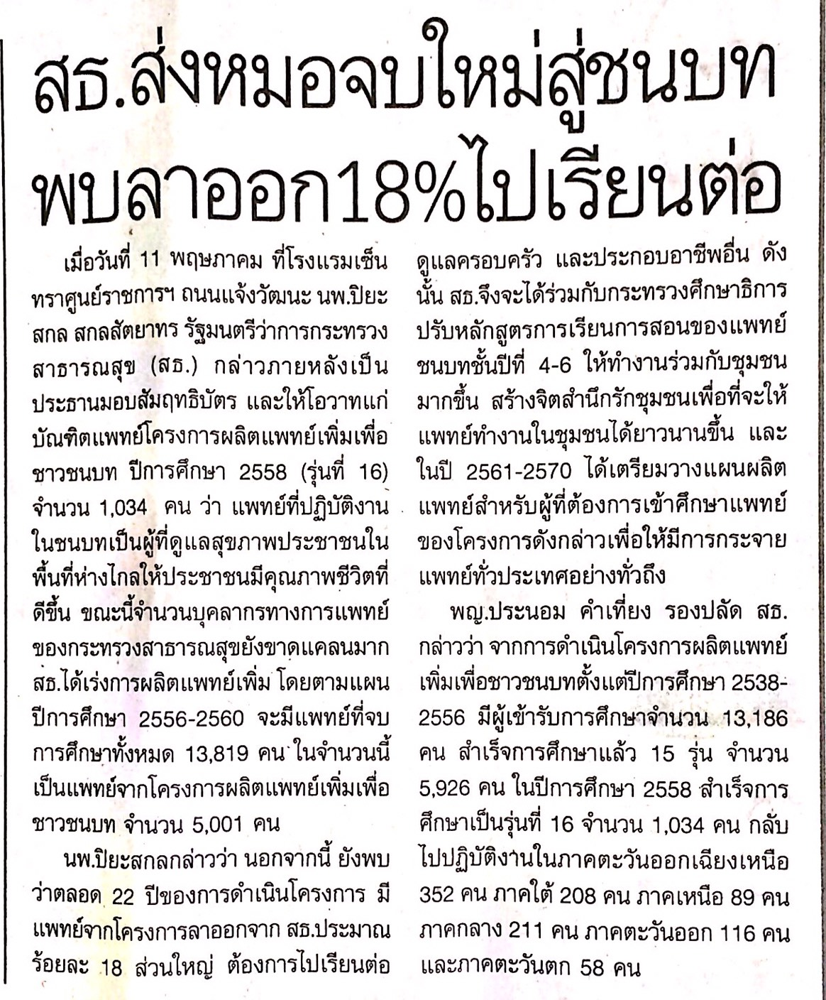 สธ.ส่งหมอจบใหม่สู่ชนบท
พบลาออก18%ไปเรียนต่อ
เมื่อวันที่ 11 พฤษภาคม ที่โรงแรมเซ็น
ทราศูนย์ราชการฯ ถนนแจ้งวัฒนะ นพ.ปิยะ
สกล สกลสัตยาทร รัฐมนตรีว่าการกระทรวง
สาธารณสุข (สธ.) กล่าวภายหลังเป็น
ประธานมอบสัมฤทธิบัตร และให้โอวาทแก่
บัณฑิตแพทย์โครงการผลิตแพทย์เพิ่มเพื่อ
ชาวชนบท ปีการศึกษา 2558 (รุ่นที่ 16)
จำนวน 1,034 คน ว่า แพทย์ที่ปฏิบัติงาน
ในชนบทเป็นผู้ที่ดูแลสุขภาพประชาชนใน
พื้นที่ห่างไกลให้ประชาชนมีคุณภาพชีวิตที่
ดีขึ้น ขณะนี้จำนวนบุคลากรทางการแพทย์
ของกระทรวงสาธารณสุขยังขาดแคลนมาก
สธ.ได้เร่งการผลิตแพทย์เพิ่ม โดยตามแผน
ปีการศึกษา 2556-2560 จะมีแพทย์ที่จบ
การศึกษาทั้งหมด 13,819 คน ในจำนวนนี้
เป็นแพทย์จากโครงการผลิตแพทย์เพิ่มเพื่อ
ชาวชนบท จำนวน 5,001 คน
นพ.ปิยะสกลกล่าวว่า นอกจากนี้ ยังพบ
ว่าตลอด 22 ปีของการดำเนินโครงการ มี
แพทย์จากโครงการลาออกจาก สธ.ประมาณ
ร้อยละ 18 ส่วนใหญ่ ต้องการไปเรียนต่อ
ดูแลครอบครัว และประกอบอาชีพอื่น ดัง
นั้น สธ.จึงจะได้ร่วมกับกระทรวงศึกษาธิการ
ปรับหลักสูตรการเรียนการสอนของแพทย์
ชนบทชั้นปีที่ 4-6 ให้ทำงานร่วมกับชุมชน
มากขึ้น สร้างจิตสำนึกรักชุมชนเพื่อที่จะให้
แพทย์ทำงานในชุมชนได้ยาวนานขึ้น และ
ในปี 2561-2570 ได้เตรียมวางแผนผลิต
แพทย์สำหรับผู้ที่ต้องการเข้าศึกษาแพทย์
ของโครงการดังกล่าวเพื่อให้มีการกระจาย
แพทย์ทั่วประเทศอย่างทั่วถึง
พญ.ประนอม คำเที่ยง รองปลัด สธ.
กล่าวว่า จากการดำเนินโครงการผลิตแพทย์
เพิ่มเพื่อชาวชนบทตั้งแต่ปีการศึกษา 2538-
2556 มีผู้เข้ารับการศึกษาจำนวน 13,186
คน สำเร็จการศึกษาแล้ว 15 รุ่น จำนวน
5,926 คน ในปีการศึกษา 2558 สำเร็จการ
ศึกษาเป็นรุ่นที่ 16 จำนวน 1,034 คน กลับ
ไปปฏิบัติงานในภาคตะวันออกเฉียงเหนือ
352 คน ภาคใต้ 208 คน ภาคเหนือ 89 คน
ภาคกลาง 211 คน ภาคตะวันออก 116 คน
และภาคตะวันตก 58 คน